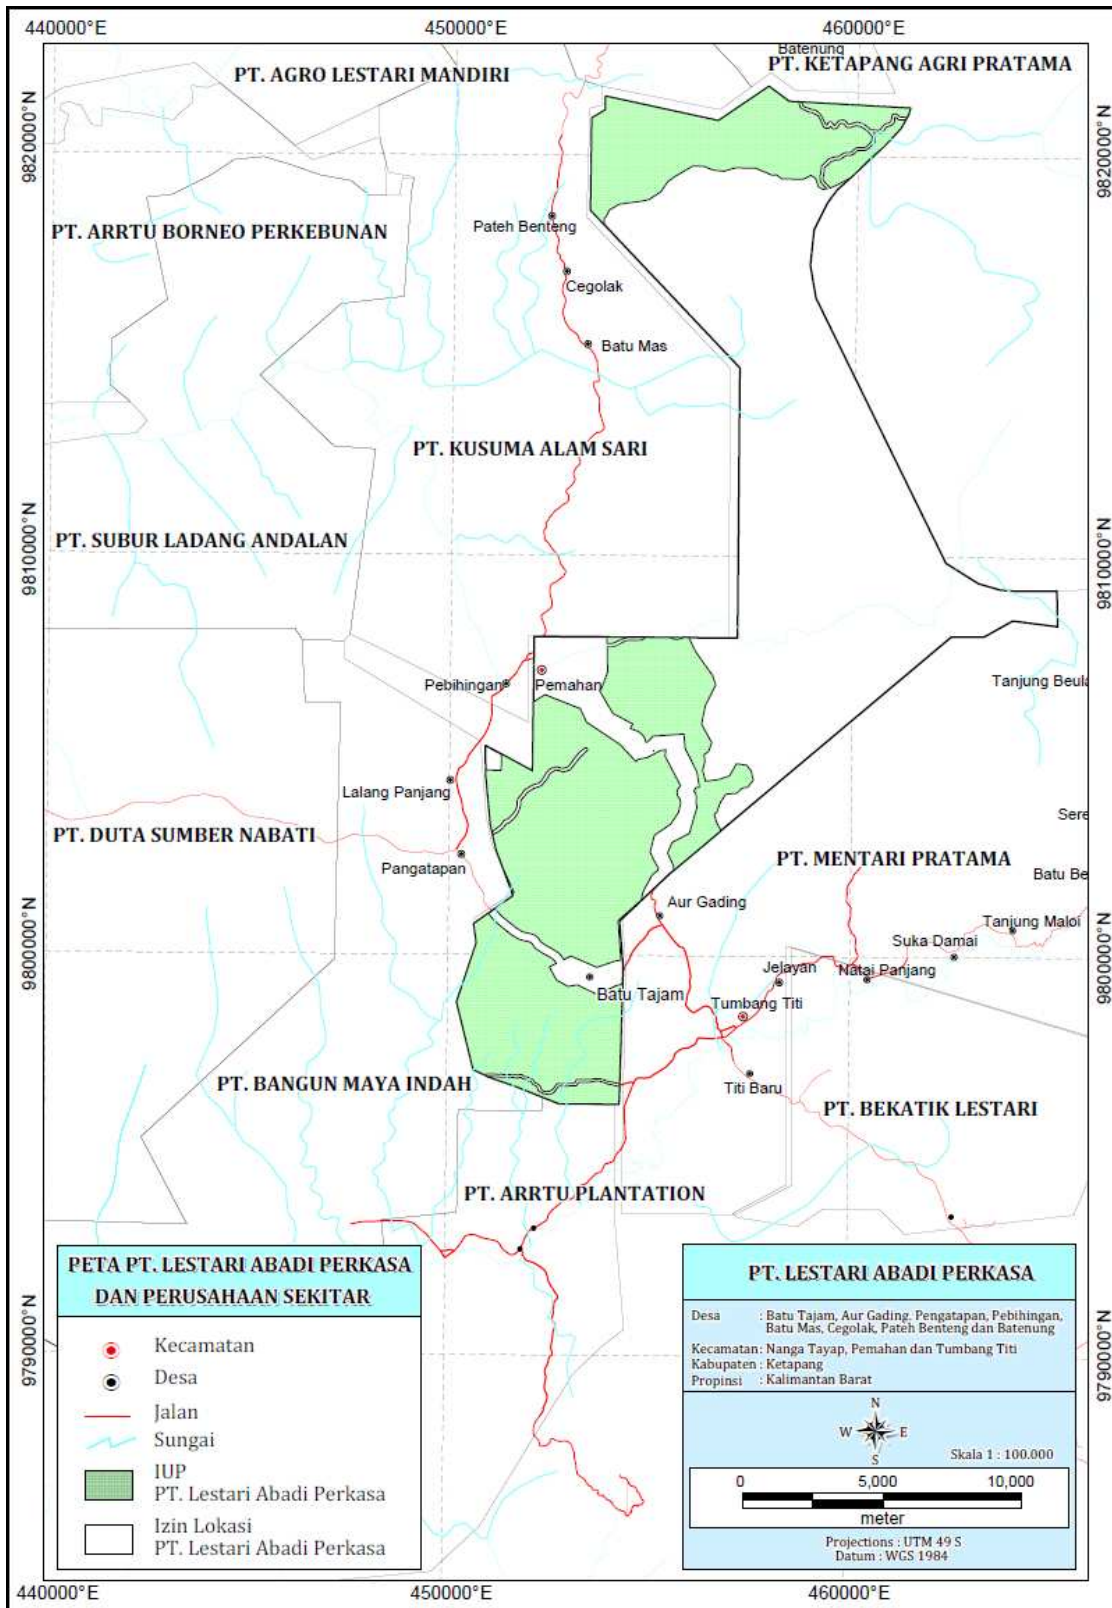 440000°E
450000°E
460000°E
Batenung
PT. AGRO LESTARI MANDIRI
PT. KETAPANG AGRI PRATAMA
9820000°N
9820000°N
PT. ARRTU BORNEO PERKEBUNAN
Pateh Benteng
Cegolak
Batu Mas
PT. KUSUMA ALAM SARI
PT. SUBUR LADANG ANDALAN
9810000°N
9810000°N
Pebihingan
Pemahan
Tanjung Beula
Lalang Panjang
Sere
PT. DUTA SUMBER NABATI
PT. MENTARI PRATAMA
Pangatapan
Batu Be
Aur Gading
Tanjung Maloi
Suka Damai
9800000°N
9800000°N
Jelayan
Natai Panjang
Batu Tajam
Tumbang Titi
PT. BANGUN MAYA INDAH
Titi Baru
PT. BEKATIK LESTARI
PT. ARRTU PLANTATION
PETA PT. LESTARI ABADI PERKASA
DAN PERUSAHAAN SEKITAR
Kecamatan
Desa
Jalan
Sungai
IUP
PT. Lestari Abadi Perkasa
Izin Lokasi
PT. Lestari Abadi Perkasa
PT. LESTARI ABADI PERKASA
Desa : Batu Tajam, Aur Gading. Pengatapan, Pebihingan,
Batu Mas, Cegolak, Pateh Benteng dan Batenung
Kecamatan: Nanga Tayap, Pemahan dan Tumbang Titi
Kabupaten : Ketapang
Propinsi : Kalimantan Barat
N
W E
S
Skala 1 : 100.000
0 5,000 10,000
meter
Projections : UTM 49 S
Datum : WGS 1984
9790000°N
9790000°N
440000°E
450000°E
460000°E